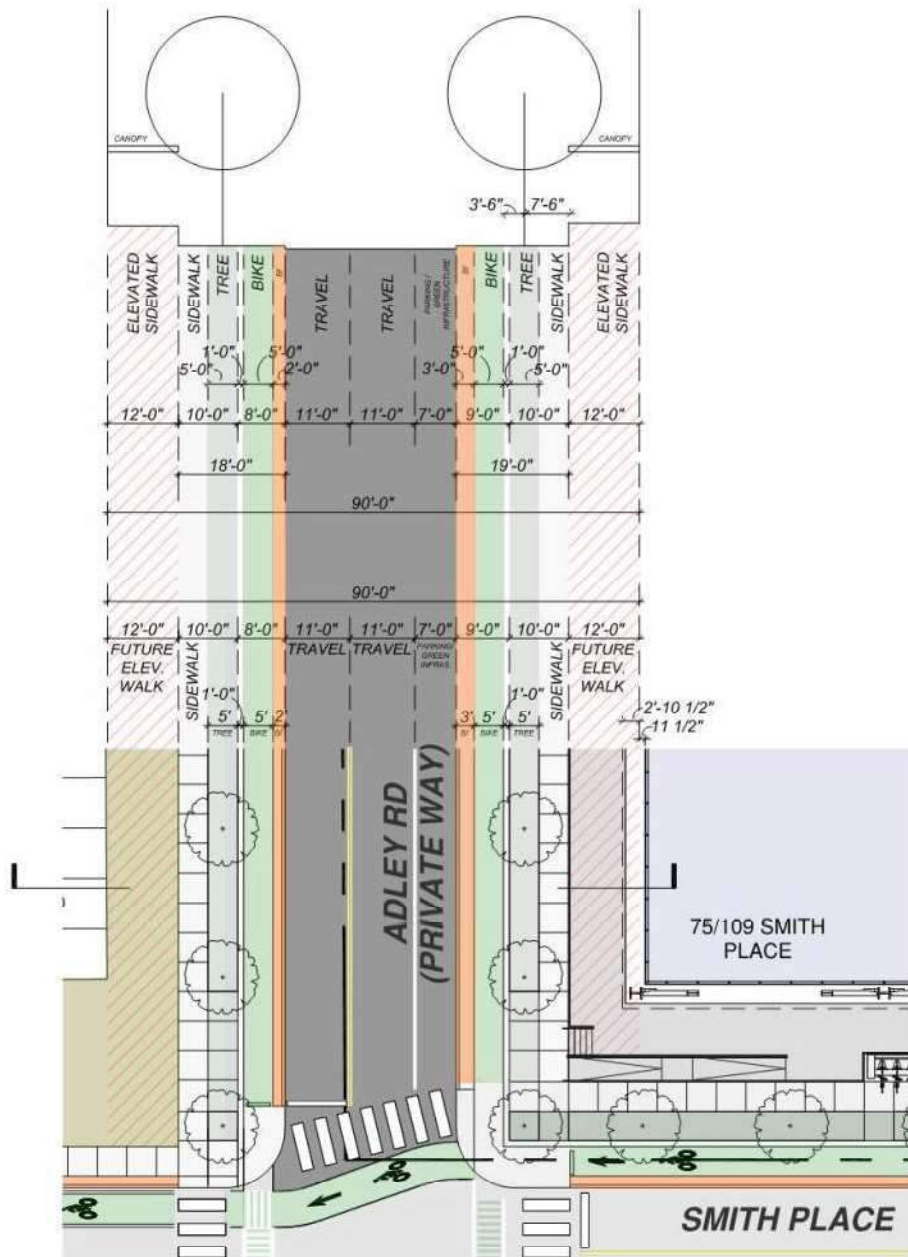 CANOPY
CANOPY
3'-6"
7'-6"
ELEVATED
SIDEWALK
SIDEWALK
TREE
BIKE
TRAVEL
TRAVEL
PARKING /
GREEN
INFRASTRUCTURE
BIKE
TREE
SIDEWALK
ELEVATED
SIDEWALK
1'-0"
5'-0"
5'-0"
1'-0"
5'-0"
2'-0"
3'-0"
5'-0"
12'-0"
10'-0"
8'-0"
11'-0"
11'-0"
7'-0"
9'-0"
10'-0"
12'-0"
18'-0"
19'-0"
90'-0"
90'-0"
12'-0"
10'-0"
8'-0"
11'-0"
11'-0"
7'-0"
9'-0"
10'-0"
12'-0"
FUTURE
ELEV.
WALK
SIDEWALK
TRAVEL
TRAVEL
PARKING/
GREEN
INFRAS.
SIDEWALK
FUTURE
ELEV.
WALK
1'-0"
1'-0"
2'-10 1/2"
11 1/2"
5'
5'
2'
3'
5'
5'
TREE
BIKE
BIKE
TREE
ADLEY RD
(PRIVATE WAY)
75/109 SMITH
PLACE
SMITH PLACE